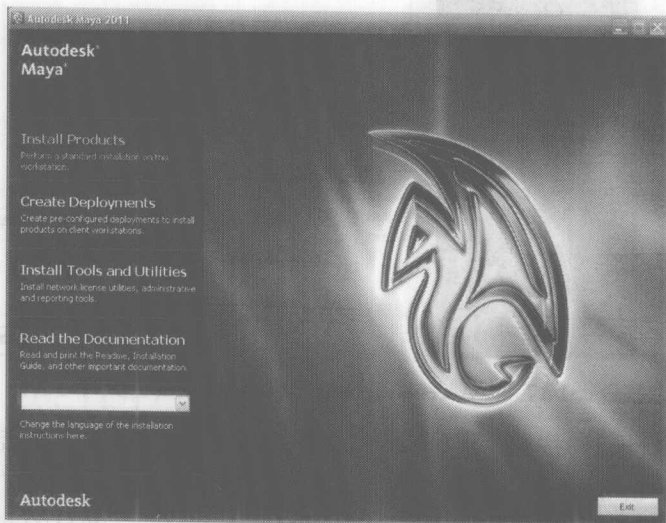 Autodesk Maya 2011
Autodesk®
Maya®
Install Products
Perform a standard installation on this
workstation.
Create Deployments
Create pre-configured deployments to install
products on client workstations.
Install Tools and Utilities
Install network license utilities, administrative
and reporting tools.
Read the Documentation
Read and print the Readme, Installation
Guide, and other important documentation.
Change the language of the installation
instructions here.
Autodesk
Exit